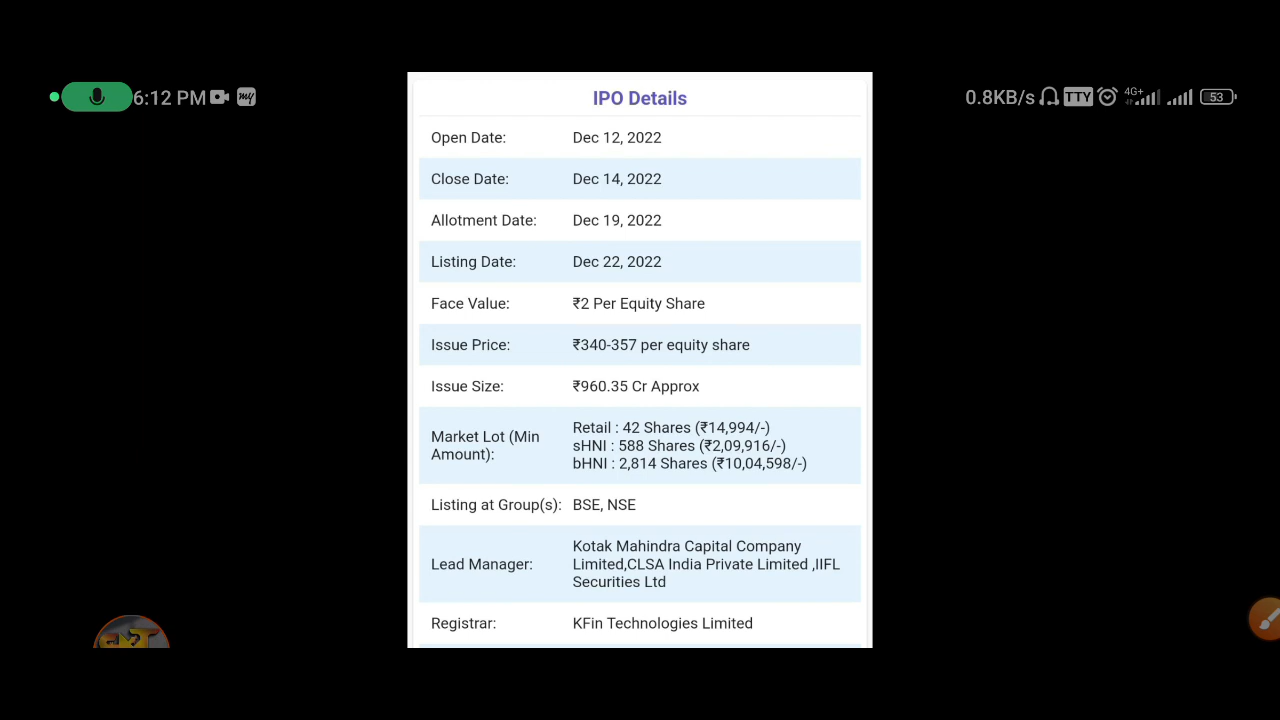 6:12 PM
my
0.8KB/s
TTY
4G+
53
IPO Details
Open Date: Dec 12, 2022
Close Date: Dec 14, 2022
Allotment Date: Dec 19, 2022
Listing Date: Dec 22, 2022
Face Value: ₹2 Per Equity Share
Issue Price: ₹340-357 per equity share
Issue Size: ₹960.35 Cr Approx
Market Lot (Min
Amount):
Retail : 42 Shares (₹14,994/-)
sHNI : 588 Shares (₹2,09,916/-)
bHNI : 2,814 Shares (₹10,04,598/-)
Listing at Group(s): BSE, NSE
Lead Manager:
Kotak Mahindra Capital Company
Limited,CLSA India Private Limited ,IIFL
Securities Ltd
Registrar: KFin Technologies Limited